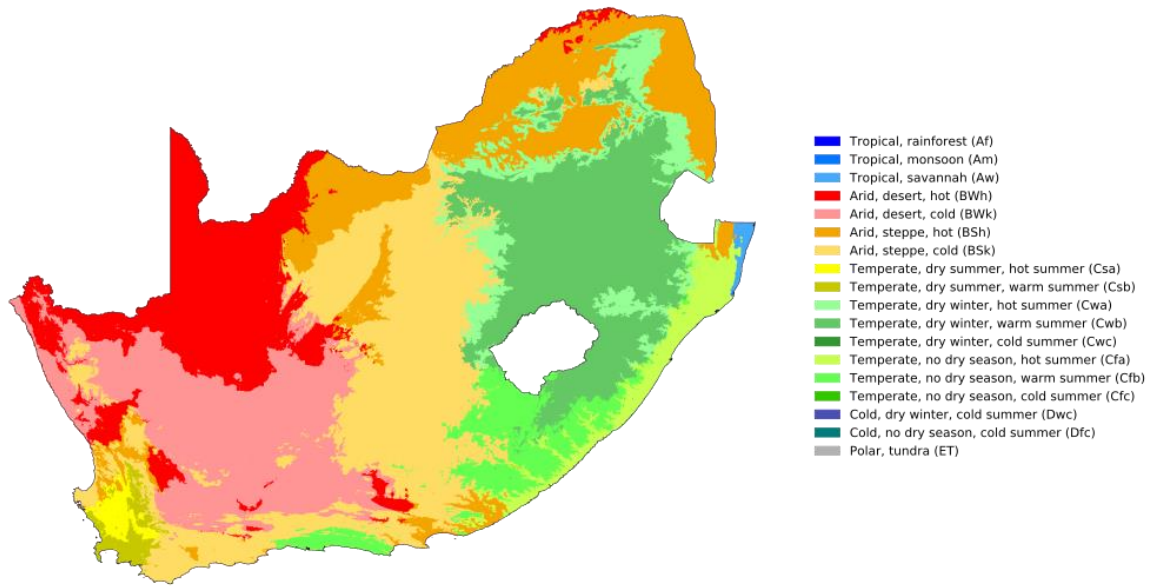 Tropical, rainforest (Af)
Tropical, monsoon (Am)
Tropical, savannah (Aw)
Arid, desert, hot (BWh)
Arid, desert, cold (BWk)
Arid, steppe, hot (BSh)
Arid, steppe, cold (BSk)
Temperate, dry summer, hot summer (Csa)
Temperate, dry summer, warm summer (Csb)
Temperate, dry winter, hot summer (Cwa)
Temperate, dry winter, warm summer (Cwb)
Temperate, dry winter, cold summer (Cwc)
Temperate, no dry season, hot summer (Cfa)
Temperate, no dry season, warm summer (Cfb)
Temperate, no dry season, cold summer (Cfc)
Cold, dry winter, cold summer (Dwc)
Cold, no dry season, cold summer (Dfc)
Polar, tundra (ET)